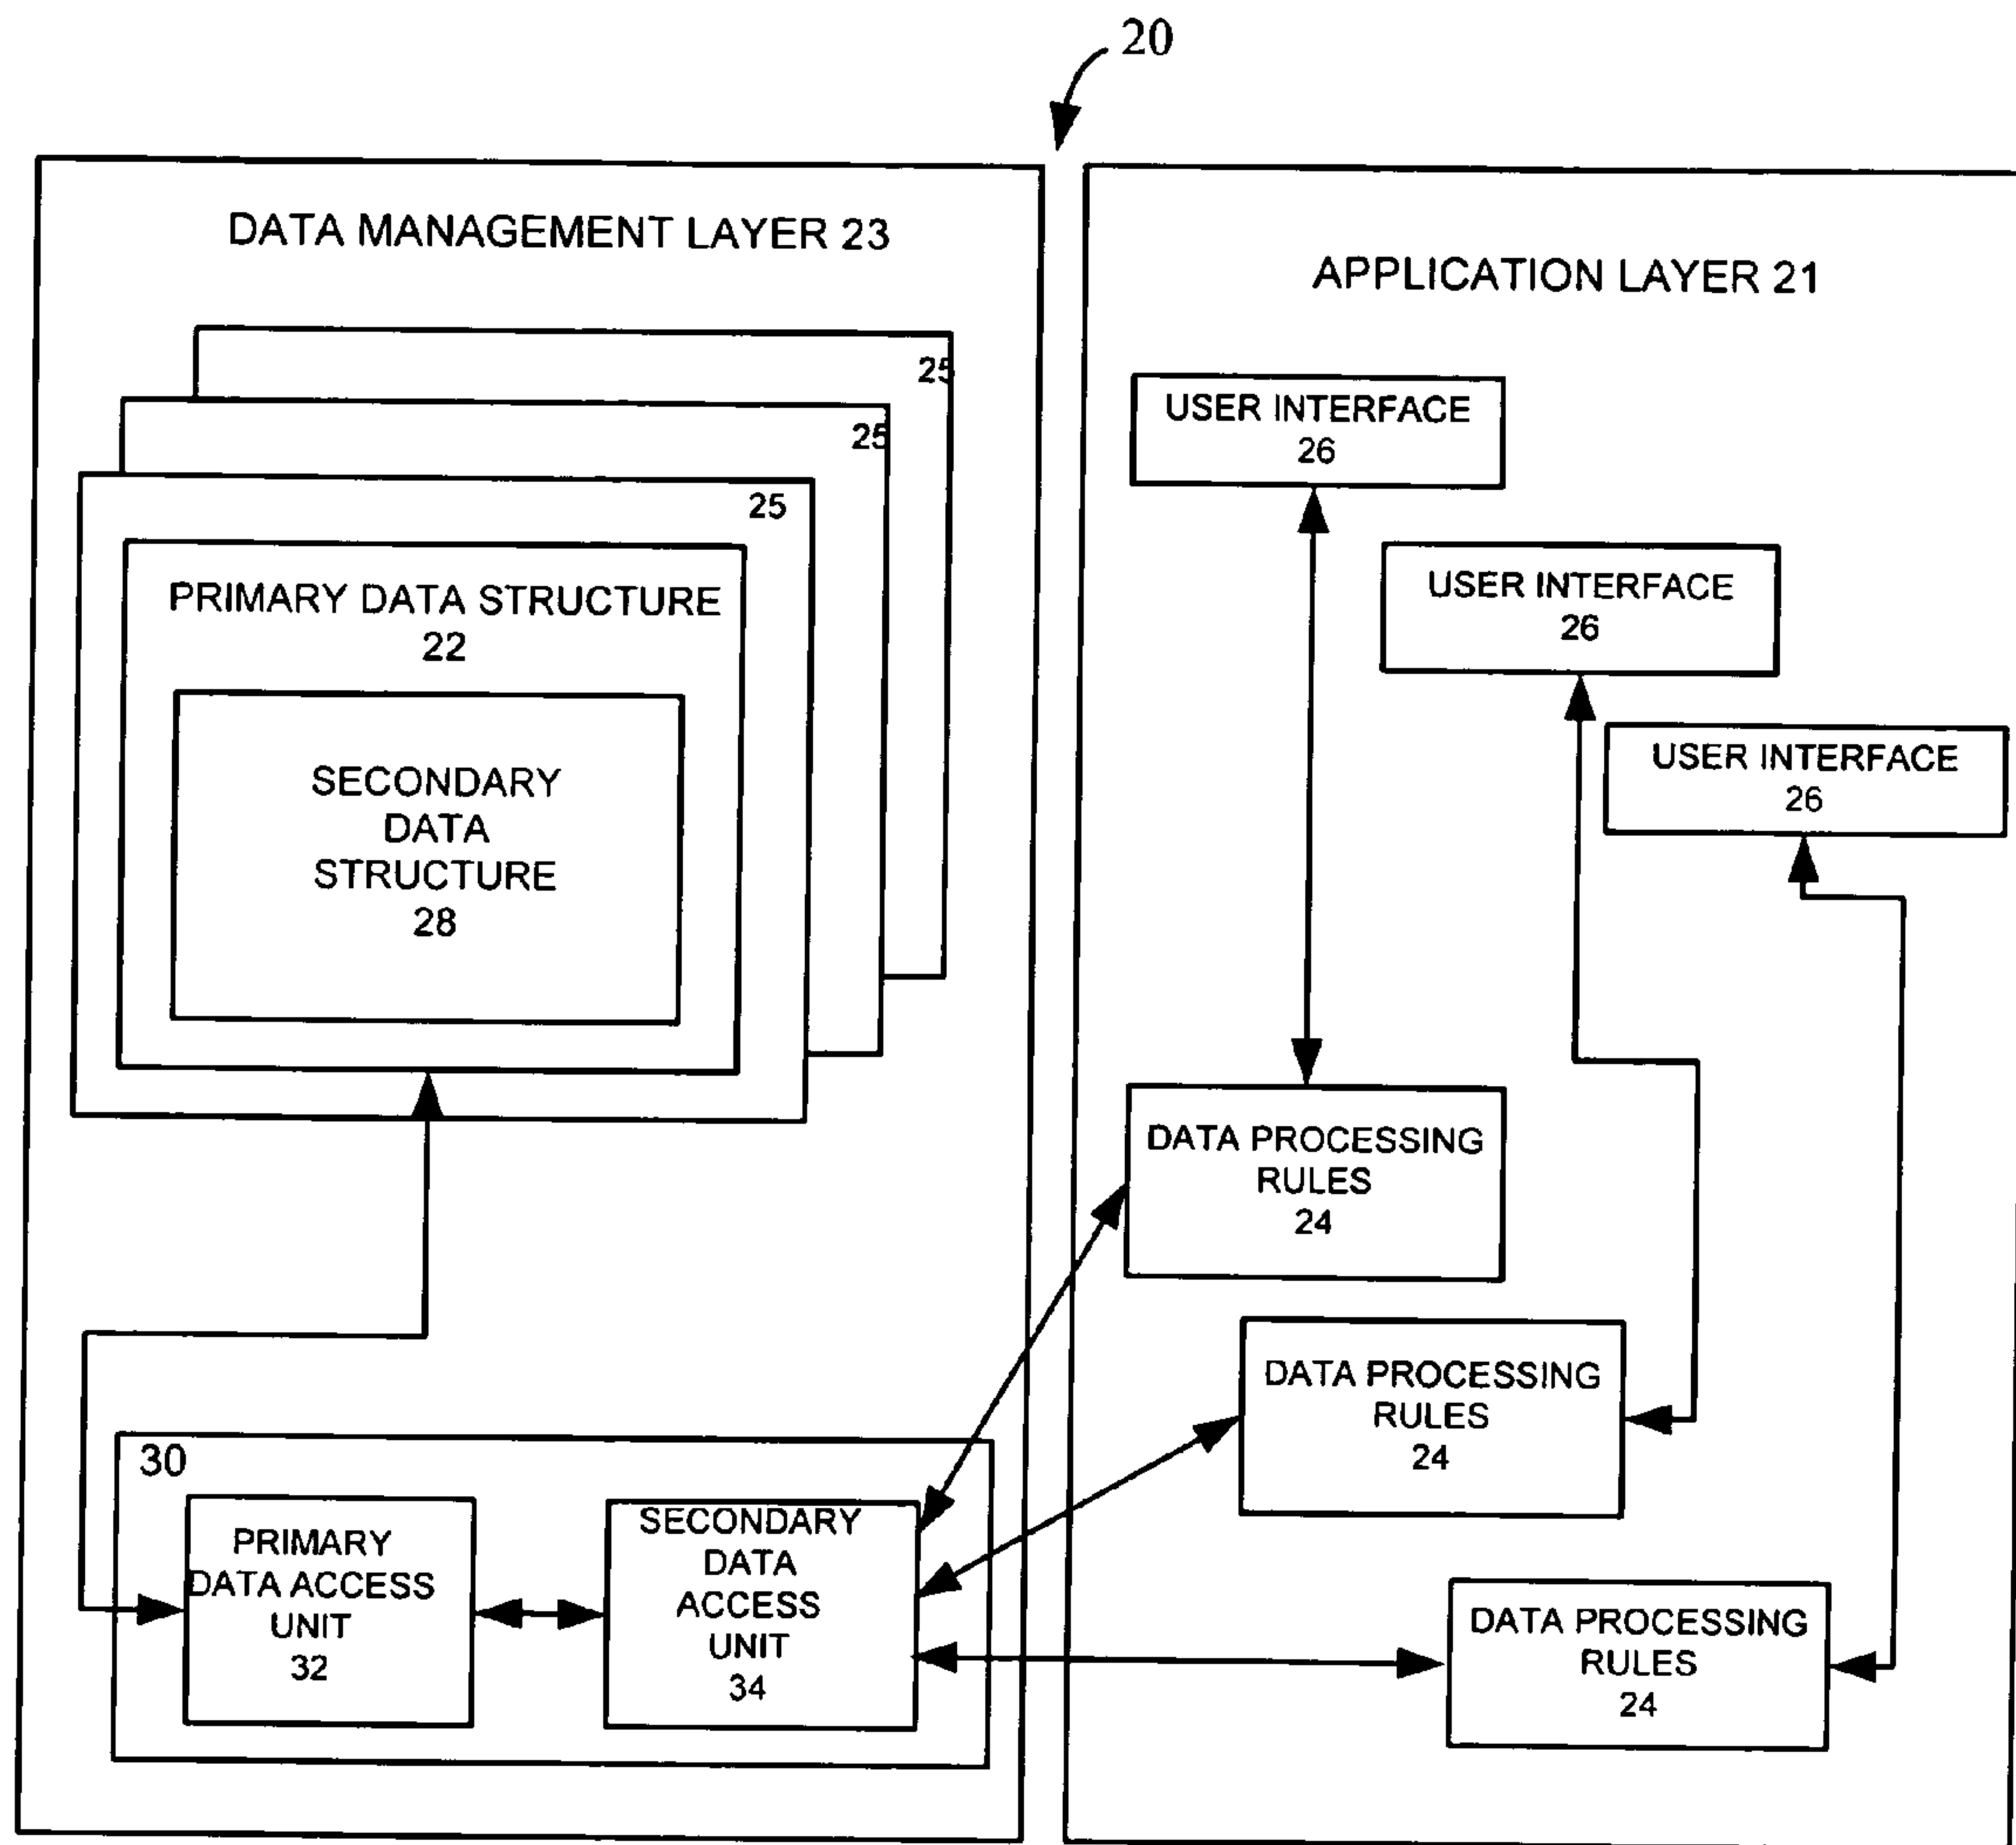 20
DATA MANAGEMENT LAYER 23
25
25
25
PRIMARY DATA STRUCTURE
22
SECONDARY
DATA
STRUCTURE
28
30
PRIMARY
DATA ACCESS
UNIT
32
SECONDARY
DATA
ACCESS
UNIT
34
APPLICATION LAYER 21
USER INTERFACE
26
USER INTERFACE
26
USER INTERFACE
26
DATA PROCESSING
RULES
24
DATA PROCESSING
RULES
24
DATA PROCESSING
RULES
24